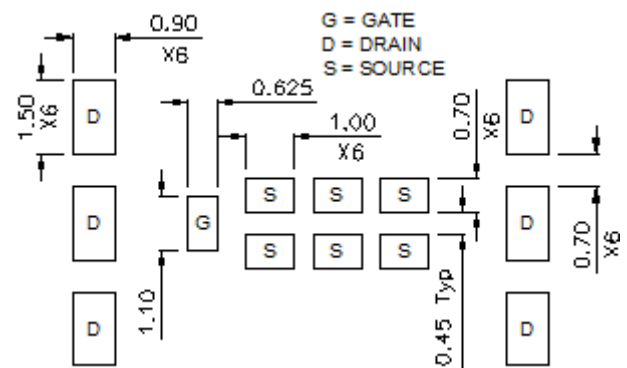 G = GATE
D = DRAIN
S = SOURCE
0.90
X6
0.625
1.00
X6
0.70
X6
1.50
X6
D
D
S S S
G
D
D
S S S
0.70
X6
1.10
0.45 Typ
D
D